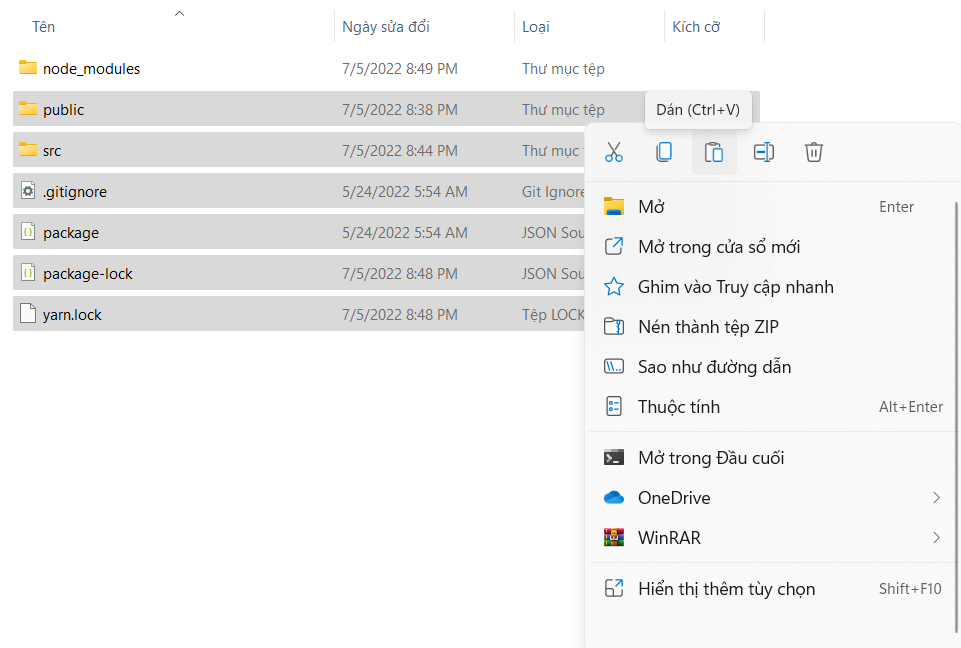 Tên Ngày sửa đổi Loại Kích cỡ
node_modules 7/5/2022 8:49 PM Thư mục tệp
public 7/5/2022 8:38 PM Thư mục tệp
src 7/5/2022 8:44 PM Thư mục
.gitignore 5/24/2022 5:54 AM Git Ignore
package 5/24/2022 5:54 AM JSON Sou
package-lock 7/5/2022 8:48 PM JSON Sou
yarn.lock 7/5/2022 8:48 PM Tệp LOCK
Dán (Ctrl+V)
Mở Enter
Mở trong cửa sổ mới
Ghim vào Truy cập nhanh
Nén thành tệp ZIP
Sao như đường dẫn
Thuộc tính Alt+Enter
Mở trong Đầu cuối
OneDrive
WinRAR
Hiển thị thêm tùy chọn Shift+F10